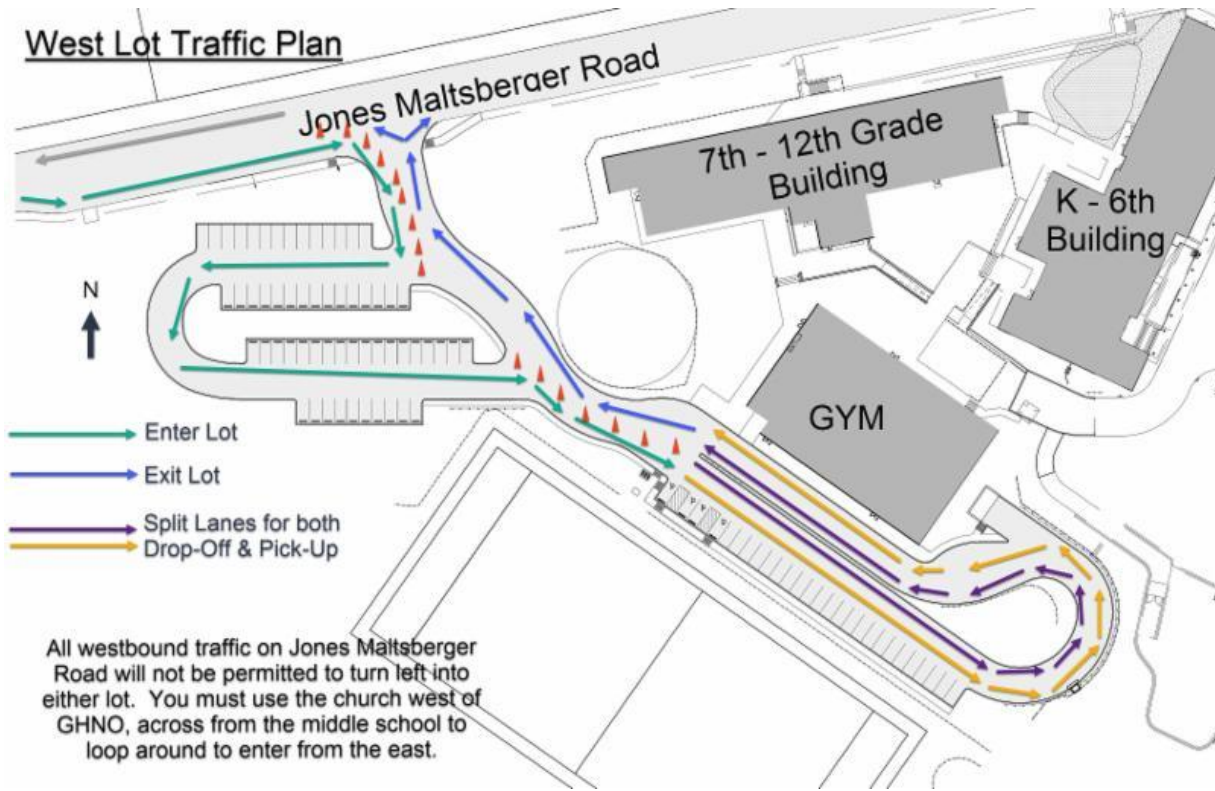 West Lot Traffic Plan
Jones Maltsberger Road
7th - 12th Grade
Building
K - 6th
Building
N
GYM
Enter Lot
Exit Lot
Split Lanes for both
Drop-Off & Pick-Up
All westbound traffic on Jones Maltsberger
Road will not be permitted to turn left into
either lot. You must use the church west of
GHNO, across from the middle school to
loop around to enter from the east.